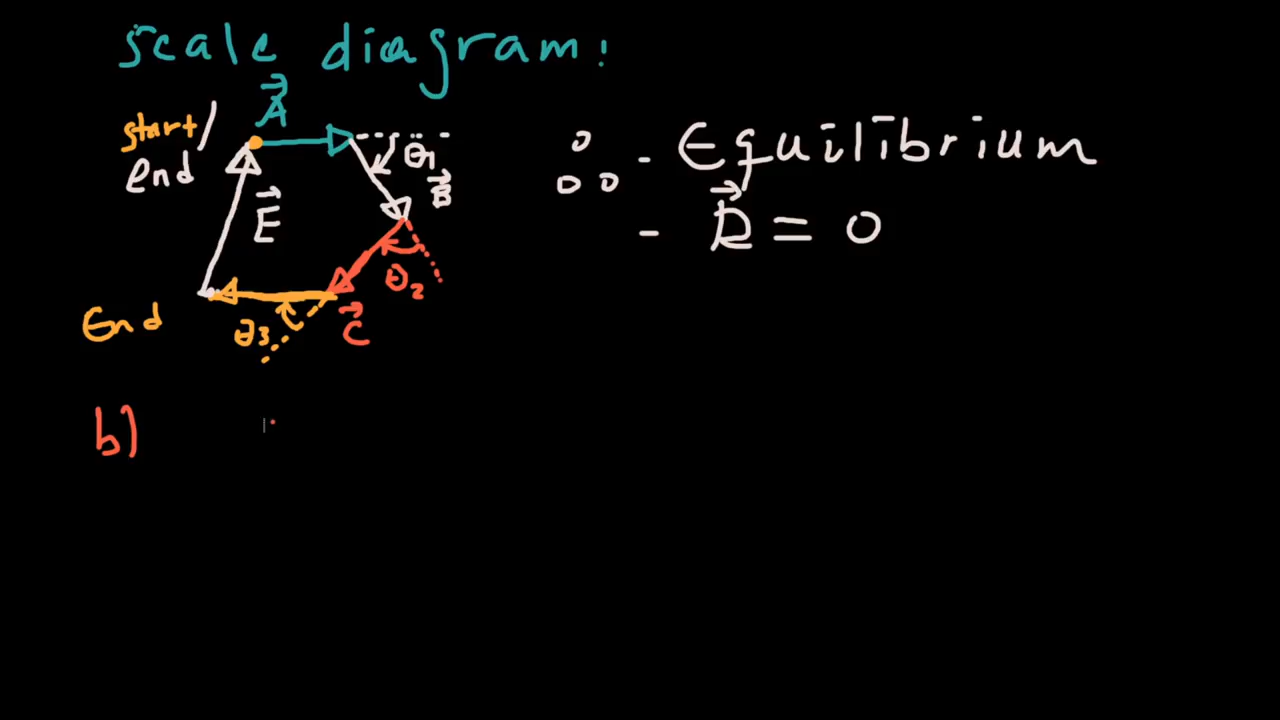 scale diagram:
A
start/
end
θ1
B
E
θ2
End
θ3
C
∴ - Equilibrium
- R = 0
b)